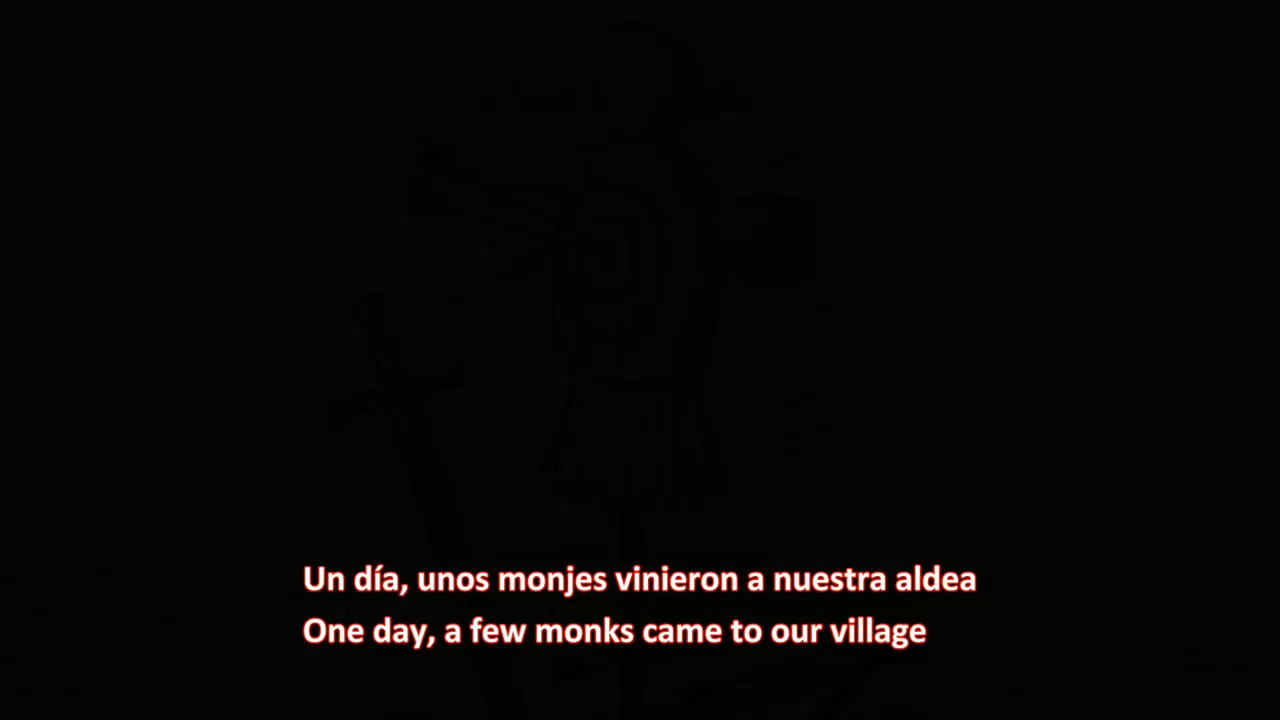 Un día, unos monjes vinieron a nuestra aldea
One day, a few monks came to our village